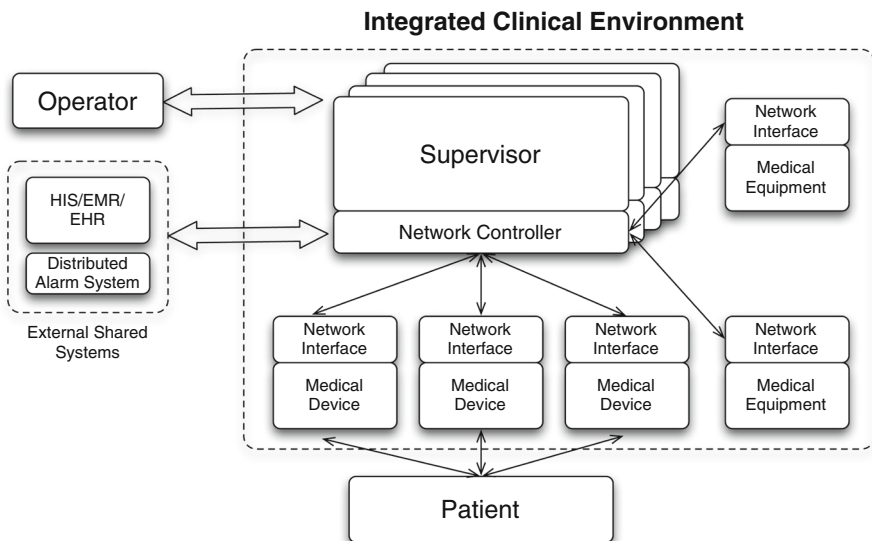 Integrated Clinical Environment
Operator
Supervisor
Network Controller
HIS/EMR/
EHR
Distributed
Alarm System
External Shared
Systems
Network
Interface
Medical
Equipment
Network
Interface
Medical
Device
Network
Interface
Medical
Device
Network
Interface
Medical
Device
Network
Interface
Medical
Equipment
Patient